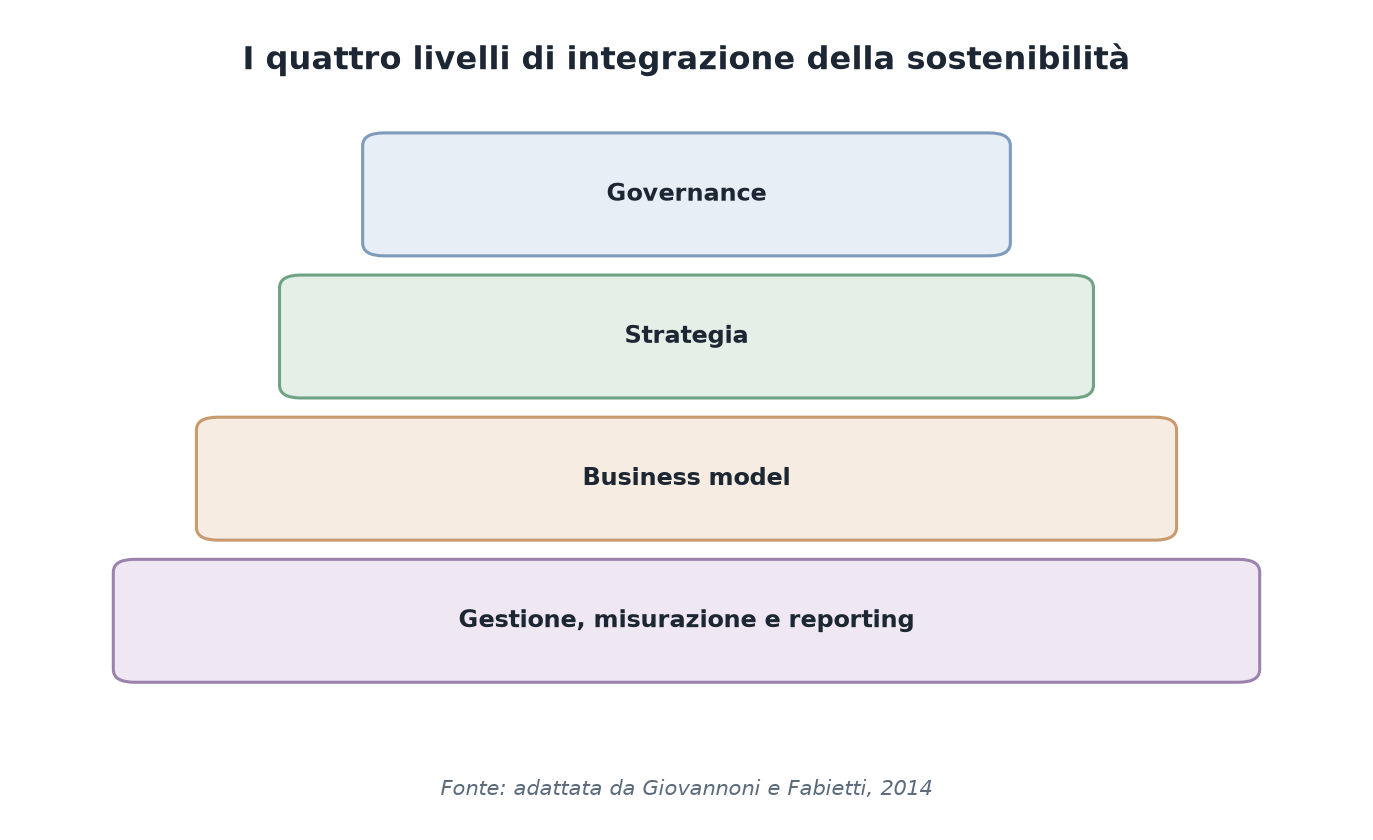 I quattro livelli di integrazione della sostenibilità
Governance
Strategia
Business model
Gestione, misurazione e reporting
Fonte: adattata da Giovannoni e Fabietti, 2014